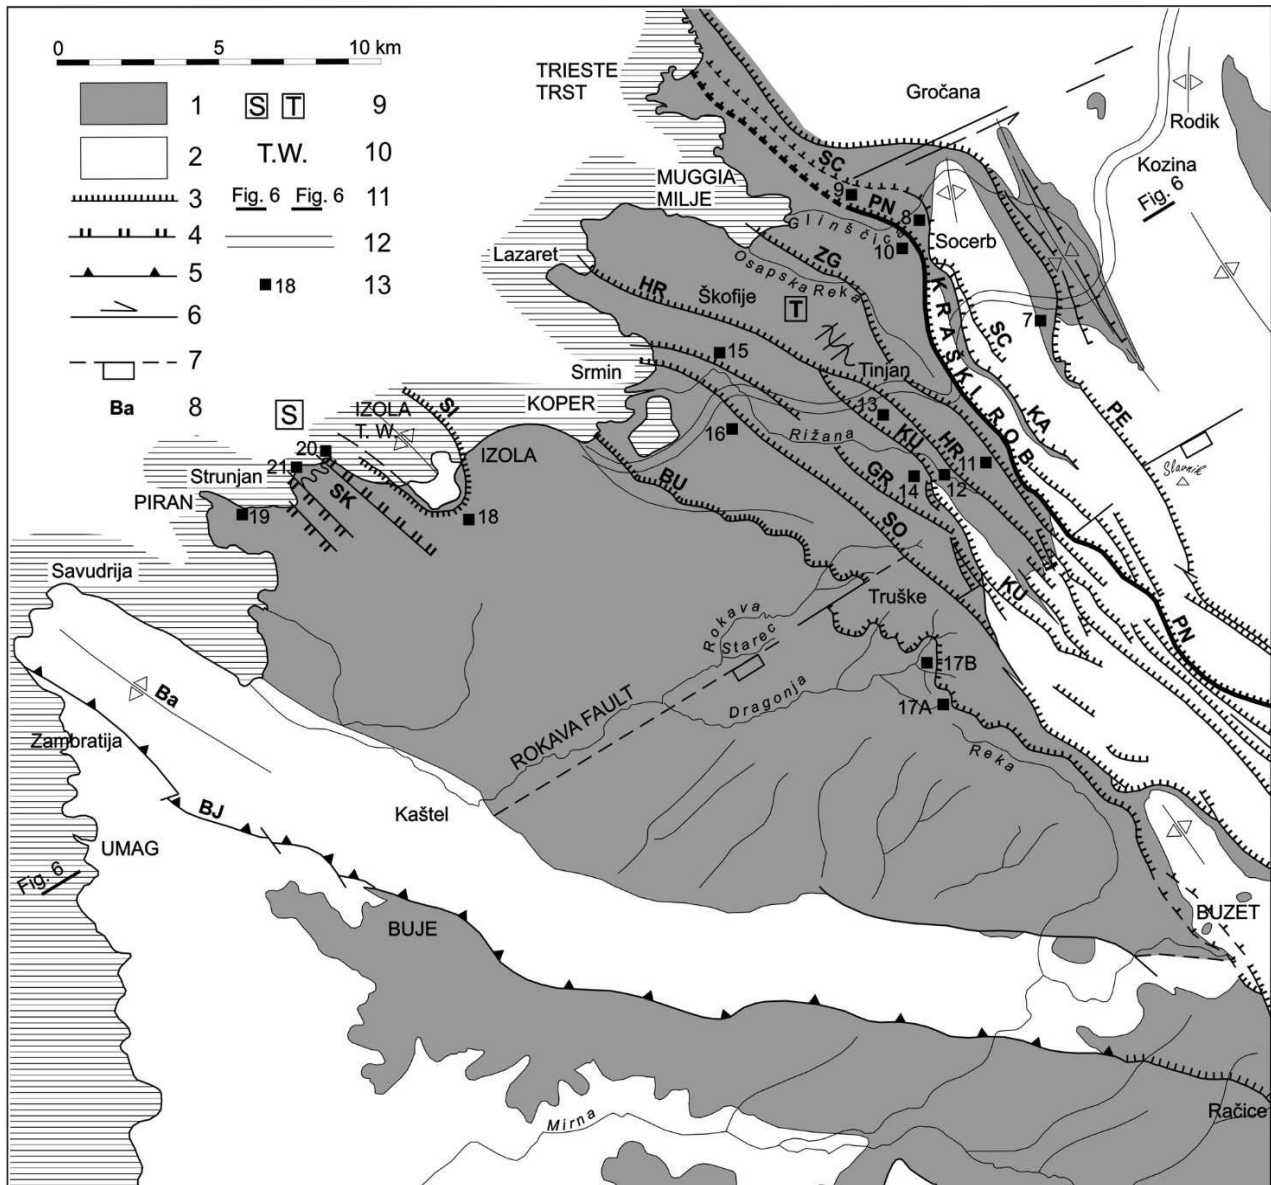 0 5 10 km
1 S T 9
2 T.W. 10
3 Fig. 6 Fig. 6 11
4 12
5 18 13
6
7
Ba 8
TRIESTE
TRST
Gročana
Rodik
Kozina
Fig. 6
MUGGIA
MILJE
SC
9
PN
8
Glinščica
10
Socerb
Lazaret
ZG
Osapska Reka
HR
Škofije
T
KRAŠKI ROB
SC
7
15
Srmin
Tinjan
KA
PE
S
IZOLA
T. W.
SI
KOPER
13
KU
HR
16
Rižana
20
IZOLA
11
Slavnik
21
Strunjan
SK
BU
GR
14
12
PIRAN
19
18
SO
KU
Savudrija
Truške
Rokava
Starec
PN
17B
Ba
Dragonja
17A
ROKAVA FAULT
Reka
Zambratija
BJ
Kaštel
UMAG
Fig. 6
BUZET
BUJE
Račice
Mirna